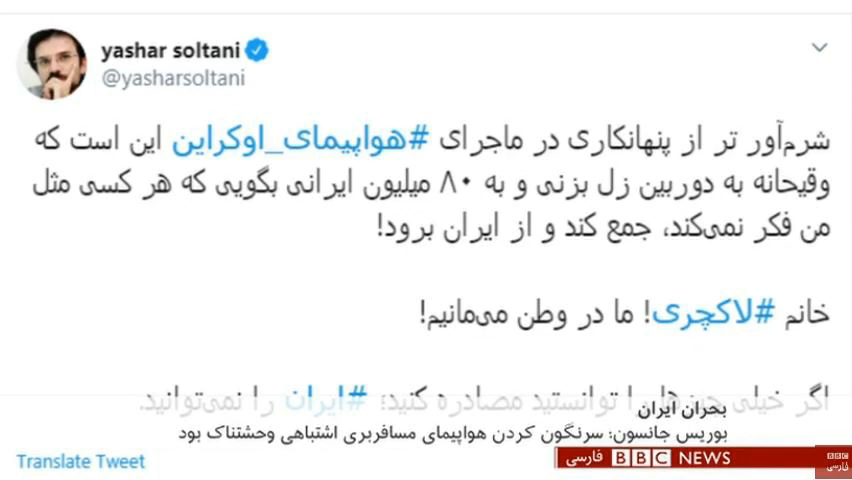 yashar soltani
@yasharsoltani
شرم‌آور تر از پنهانکاری در ماجرای #هواپیمای_اوکراین این است که
وقیحانه به دوربین زل بزنی و به ۸۰ میلیون ایرانی بگویی که هر کسی مثل
من فکر نمی‌کند، جمع کند و از ایران برود!
خانم #لاکچری! ما در وطن می‌مانیم!
اگر خیلی چیزها را توانستید مصادره کنید؛ #ایران را نمی‌توانید.
بحران ایران
بوریس جانسون: سرنگون کردن هواپیمای مسافربری اشتباهی وحشتناک بود
Translate Tweet
BBC NEWS فارسی
BBC
فارسی